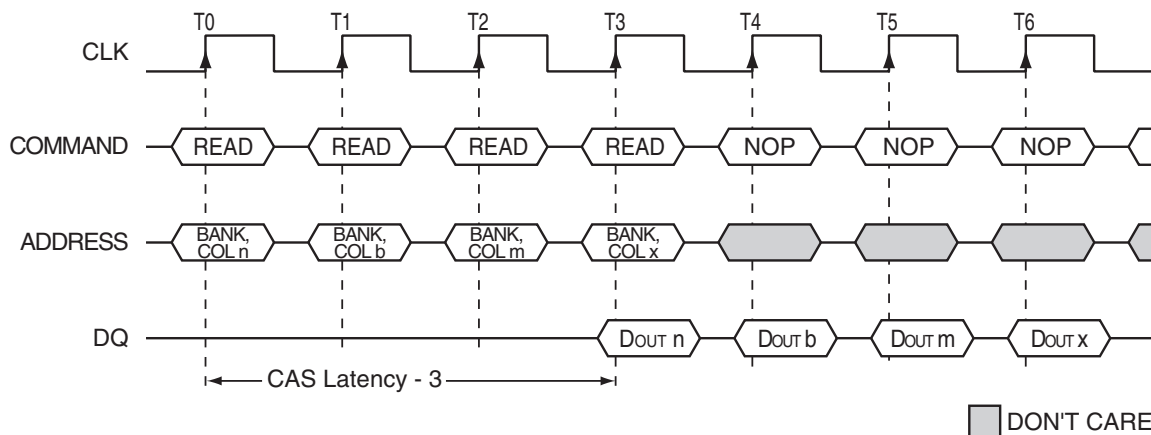 T0 T1 T2 T3 T4 T5 T6
CLK
COMMAND READ READ READ READ NOP NOP NOP
ADDRESS
BANK, COL n
BANK, COL b
BANK, COL m
BANK, COL x
DQ DOUT n DOUT b DOUT m DOUT x
CAS Latency - 3
DON'T CARE